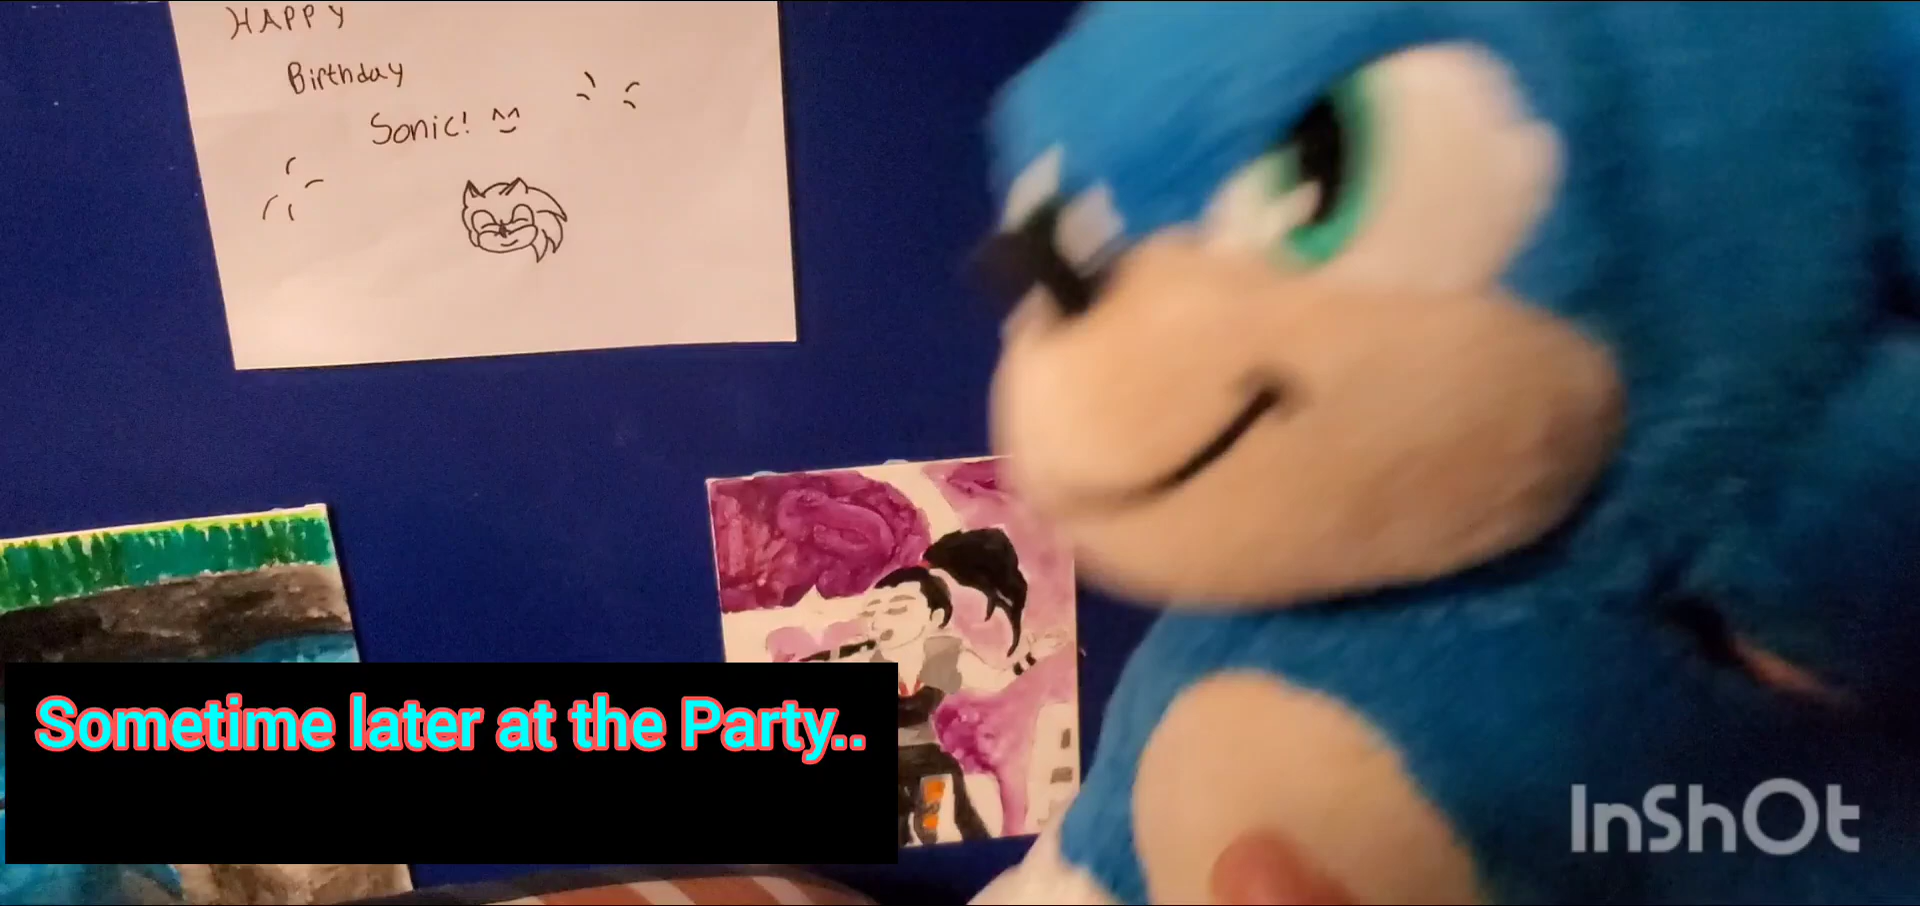 HAPPY
Birthday
Sonic! ^^
Sometime later at the Party..
InShOt